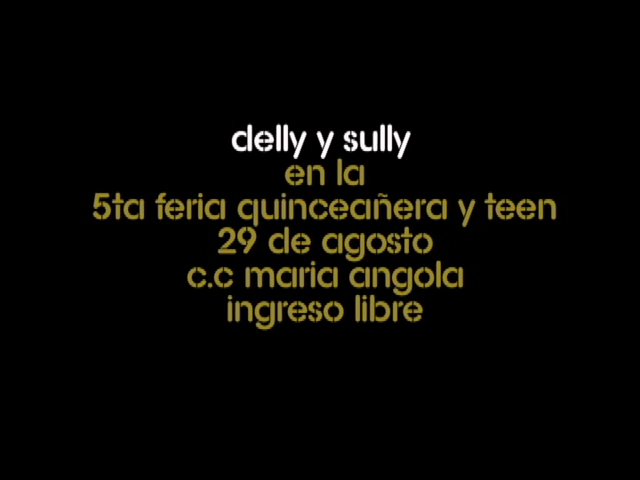 delly y sully
en la
5ta feria quinceañera y teen
29 de agosto
c.c maria angola
ingreso libre